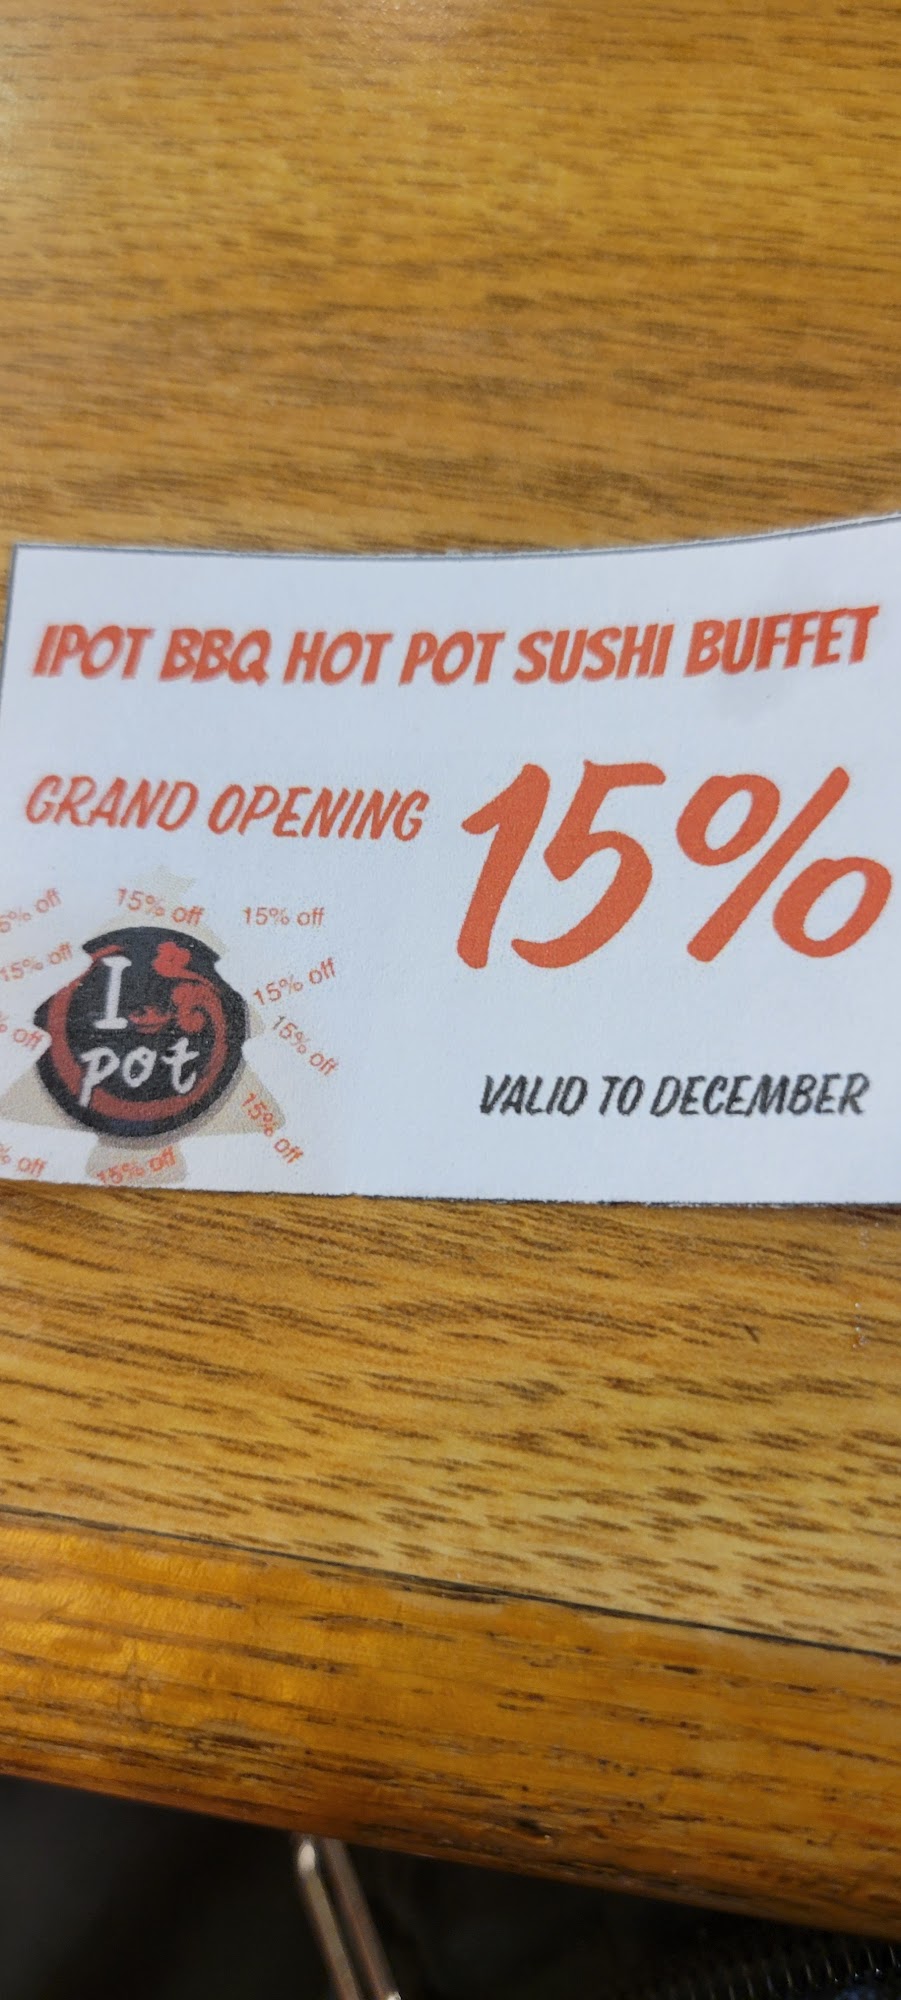 IPOT BBQ HOT POT SUSHI BUFFET
GRAND OPENING 15%
15% off
15% off
15% off
15% off
I
pot
15% off
15% off
15% off
15% off
VALID TO DECEMBER